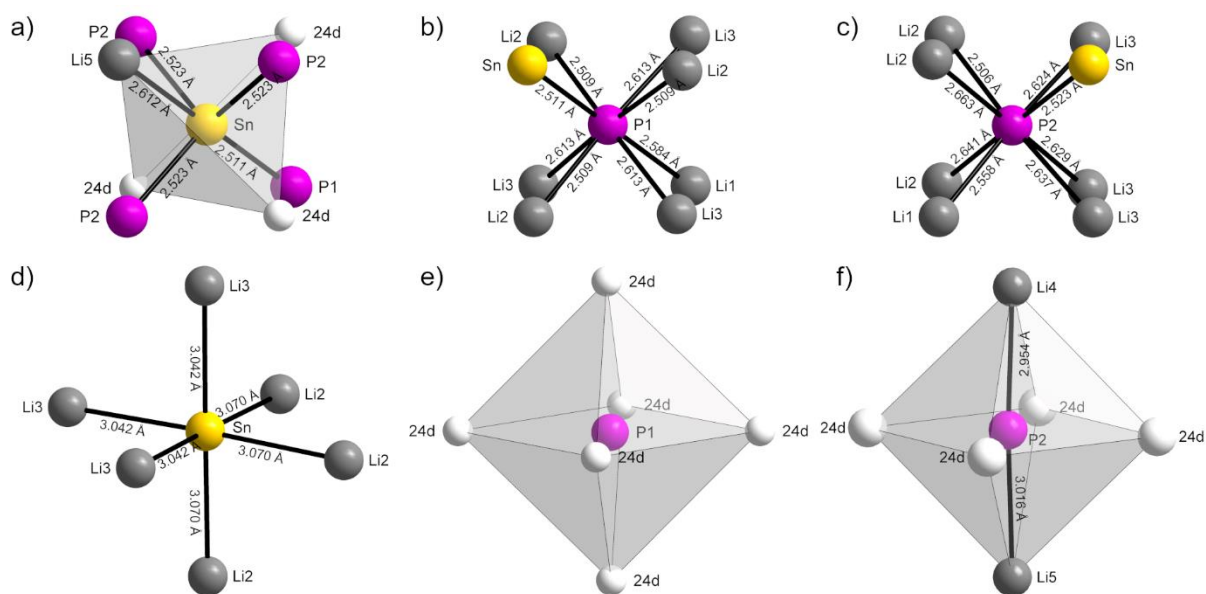 a)
P2
24d
Li5
P2
2.523 Å
2.523 Å
2.612 Å
Sn
2.511 Å
2.523 Å
24d
P1
P2
24d
b)
Li2
Li3
Sn
Li2
2.509 Å
2.613 Å
2.511 Å
2.509 Å
P1
2.613 Å
2.584 Å
2.509 Å
2.613 Å
Li3
Li1
Li2
Li3
c)
Li2
Li3
Li2
Sn
2.506 Å
2.624 Å
2.663 Å
2.523 Å
P2
2.641 Å
2.629 Å
2.558 Å
2.637 Å
Li2
Li3
Li1
Li3
d)
Li3
3.042 Å
Li2
3.070 Å
Li3
Sn
3.042 Å
3.070 Å
Li2
Li3
3.042 Å
3.070 Å
Li2
e)
24d
24d
P1
24d
24d
24d
24d
f)
Li4
2.954 Å
24d
24d
P2
24d
24d
3.016 Å
Li5